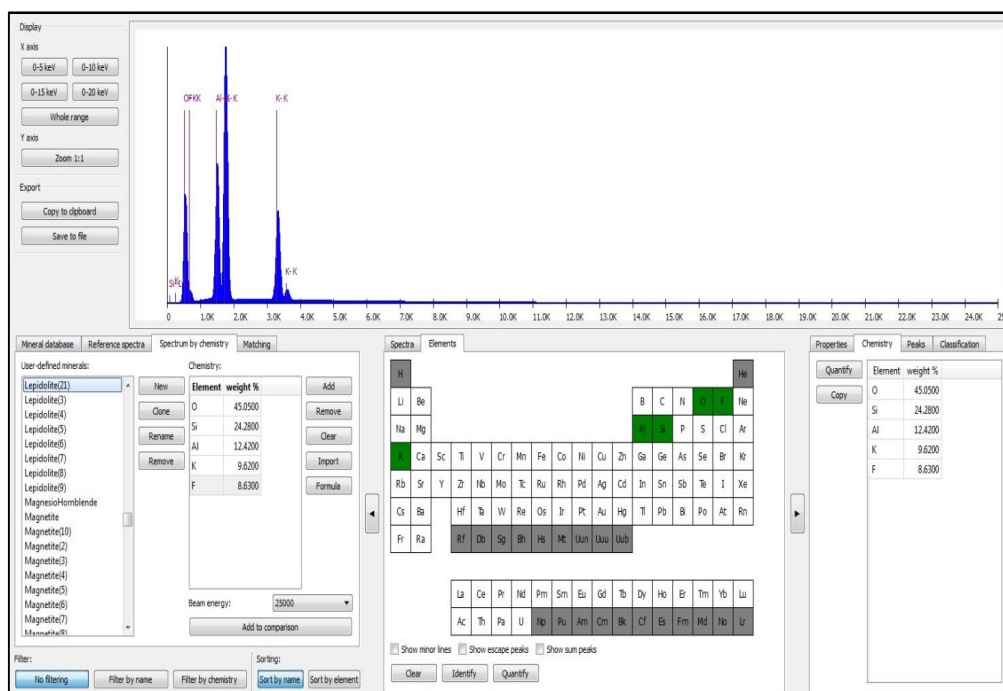 Display
X axis
0-5 keV 0-10 keV
0-15 keV 0-20 keV
Whole range
Y axis
Zoom 1:1
Export
Copy to clipboard
Save to file
K- K
K- K
0 1.0K 2.0K 3.0K 4.0K 5.0K 6.0K 7.0K 8.0K 9.0K 10.0K 11.0K 12.0K 13.0K 14.0K 15.0K 16.0K 17.0K 18.0K 19.0K 20.0K 21.0K 22.0K 23.0K 24.0K
Mineral database Reference spectra Spectrum by chemistry Matching
User-defined minerals:
Lepidolite(21)
Lepidolite(3)
Lepidolite(4)
Lepidolite(5)
Lepidolite(6)
Lepidolite(7)
Lepidolite(8)
Lepidolite(9)
MagnesioHornblende
Magnetite
Magnetite(10)
Magnetite(2)
Magnetite(3)
Magnetite(4)
Magnetite(5)
Magnetite(6)
Magnetite(7)
Magnetite(8)
New
Clone
Rename
Remove
Chemistry:
Element weight %
O 45.0500
Si 24.2800
Al 12.4200
K 9.6200
F 8.6300
Add
Remove
Clear
Import
Formula
Beam energy: 25000
Add to comparison
Filter:
No filtering Filter by name Filter by chemistry
Sorting:
Sort by name Sort by element
Spectra Elements
H He
Li Be B C N O F Ne
Na Mg Al Si P S Cl Ar
K Ca Sc Ti V Cr Mn Fe Co Ni Cu Zn Ga Ge As Se Br Kr
Rb Sr Y Zr Nb Mo Tc Ru Rh Pd Ag Cd In Sn Sb Te I Xe
Cs Ba Hf Ta W Re Os Ir Pt Au Hg Tl Pb Bi Po At Rn
Fr Ra Rf Db Sg Bh Hs Mt Uun Uuu Uub
La Ce Pr Nd Pm Sm Eu Gd Tb Dy Ho Er Tm Yb Lu
Ac Th Pa U Np Pu Am Cm Bk Cf Es Fm Md No Lr
Show minor lines Show escape peaks Show sum peaks
Clear Identify Quantify
Properties Chemistry Peaks Classification
Quantify
Copy
Element weight %
O 45.0500
Si 24.2800
Al 12.4200
K 9.6200
F 8.6300